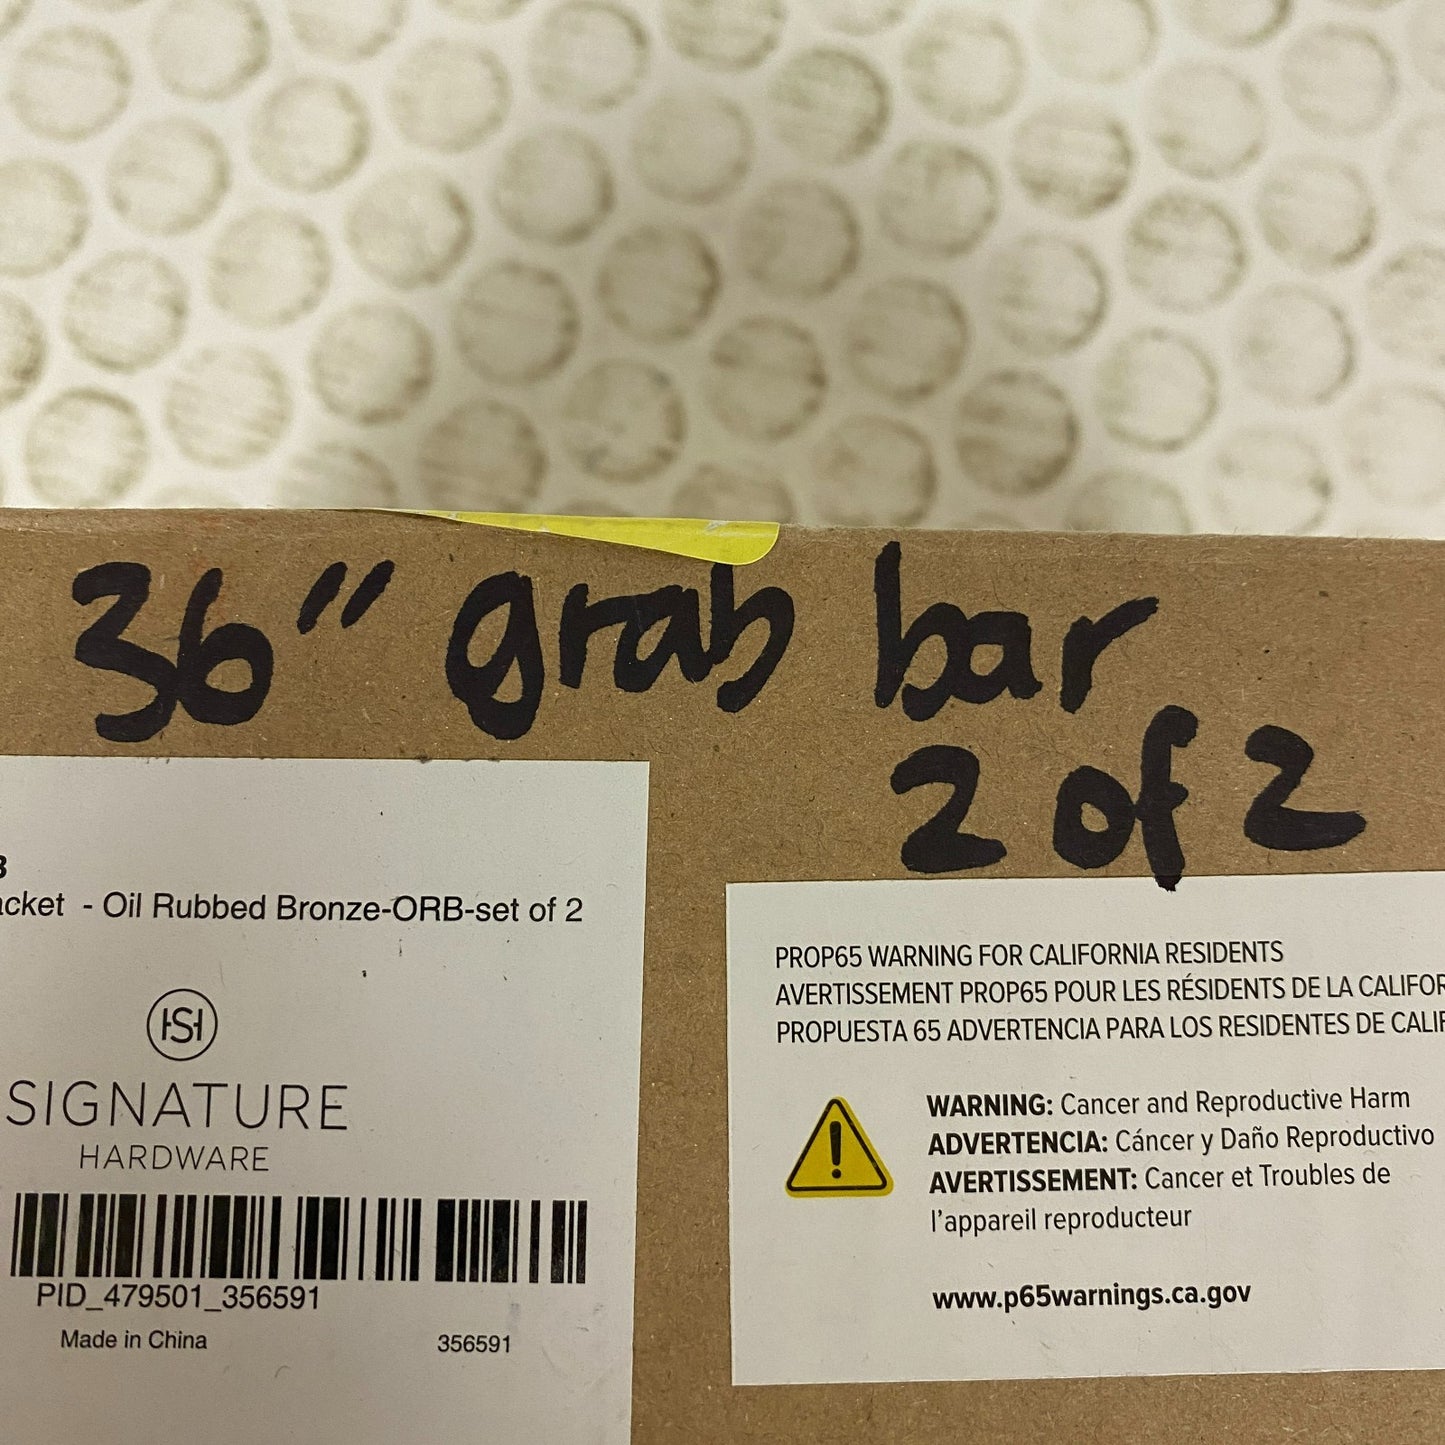 36" grab bar
2 of 2
- Oil Rubbed Bronze-ORB-set of 2
HS
SIGNATURE
HARDWARE
PID_479501_356591
Made in China 356591
PROP65 WARNING FOR CALIFORNIA RESIDENTS
AVERTISSEMENT PROP65 POUR LES RÉSIDENTS DE LA
PROPUESTA 65 ADVERTENCIA PARA LOS RESIDENTES DE
WARNING: Cancer and Reproductive Harm
ADVERTENCIA: Cáncer y Daño Reproductivo
AVERTISSEMENT: Cancer et Troubles de
l'appareil reproducteur
www.p65warnings.ca.gov